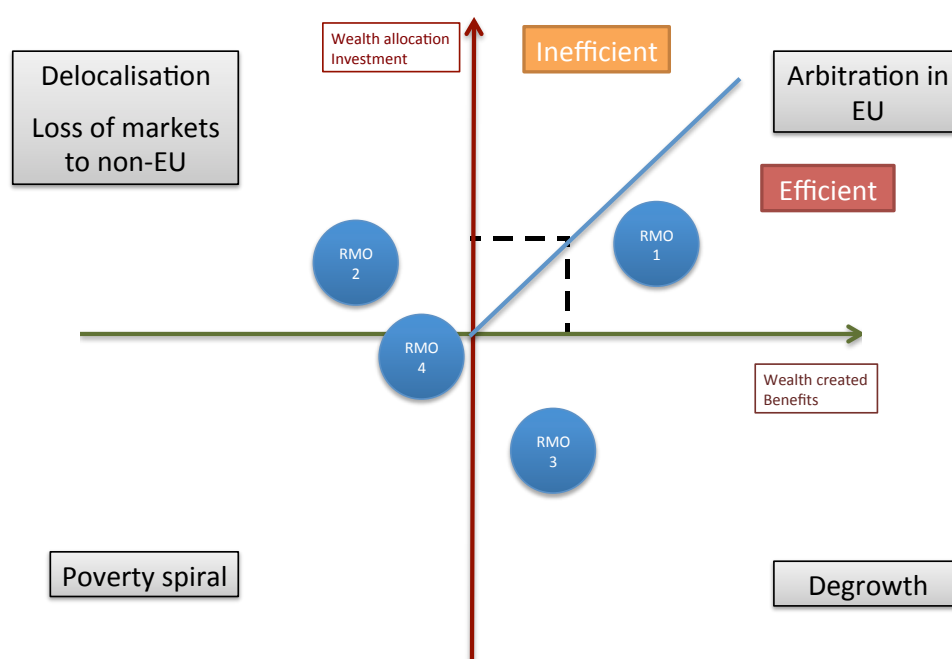 Wealth allocation
Investment
Inefficient
Delocalisation
Loss of markets
to non-EU
Arbitration in
EU
Efficient
RMO
1
RMO
2
RMO
4
Wealth created
Benefits
RMO
3
Poverty spiral
Degrowth